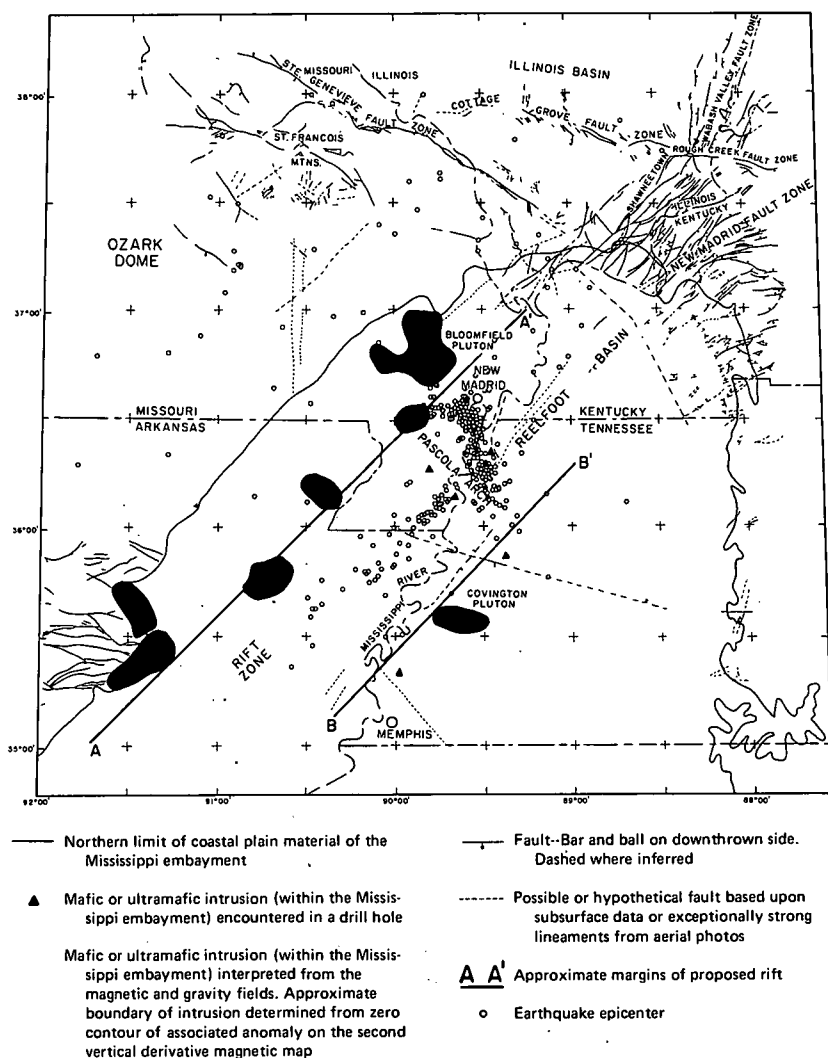 38°00'
37°00'
36°00'
35°00'
92°00'
91°00'
90°00'
89°00'
88°00'
STE
MISSOURI
ILLINOIS
GENEVIEVE
FAULT ZONE
ST. FRANCOIS
MTNS.
COTTAGE
GROVE FAULT
ZONE
ILLINOIS BASIN
WABASH VALLEY FAULT ZONE
ROUGH CREEK FAULT ZONE
SHAWNEETOWN
ILLINOIS
KENTUCKY
NEW MADRID FAULT ZONE
OZARK
DOME
A'
BLOOMFIELD
PLUTON
NEW
MADRID
REELFOOT
BASIN
MISSOURI
ARKANSAS
KENTUCKY
TENNESSEE
PASCOLA ARCH
B'
MISSISSIPPI
RIVER
COVINGTON
PLUTON
RIFT
ZONE
B
MEMPHIS
A
Northern limit of coastal plain material of the
Mississippi embayment
Mafic or ultramafic intrusion (within the Missis-
sippi embayment) encountered in a drill hole
Mafic or ultramafic intrusion (within the Missis-
sippi embayment) interpreted from the
magnetic and gravity fields. Approximate
boundary of intrusion determined from zero
contour of associated anomaly on the second
vertical derivative magnetic map
Fault--Bar and ball on downthrown side.
Dashed where inferred
Possible or hypothetical fault based upon
subsurface data or exceptionally strong
lineaments from aerial photos
A A' Approximate margins of proposed rift
Earthquake epicenter